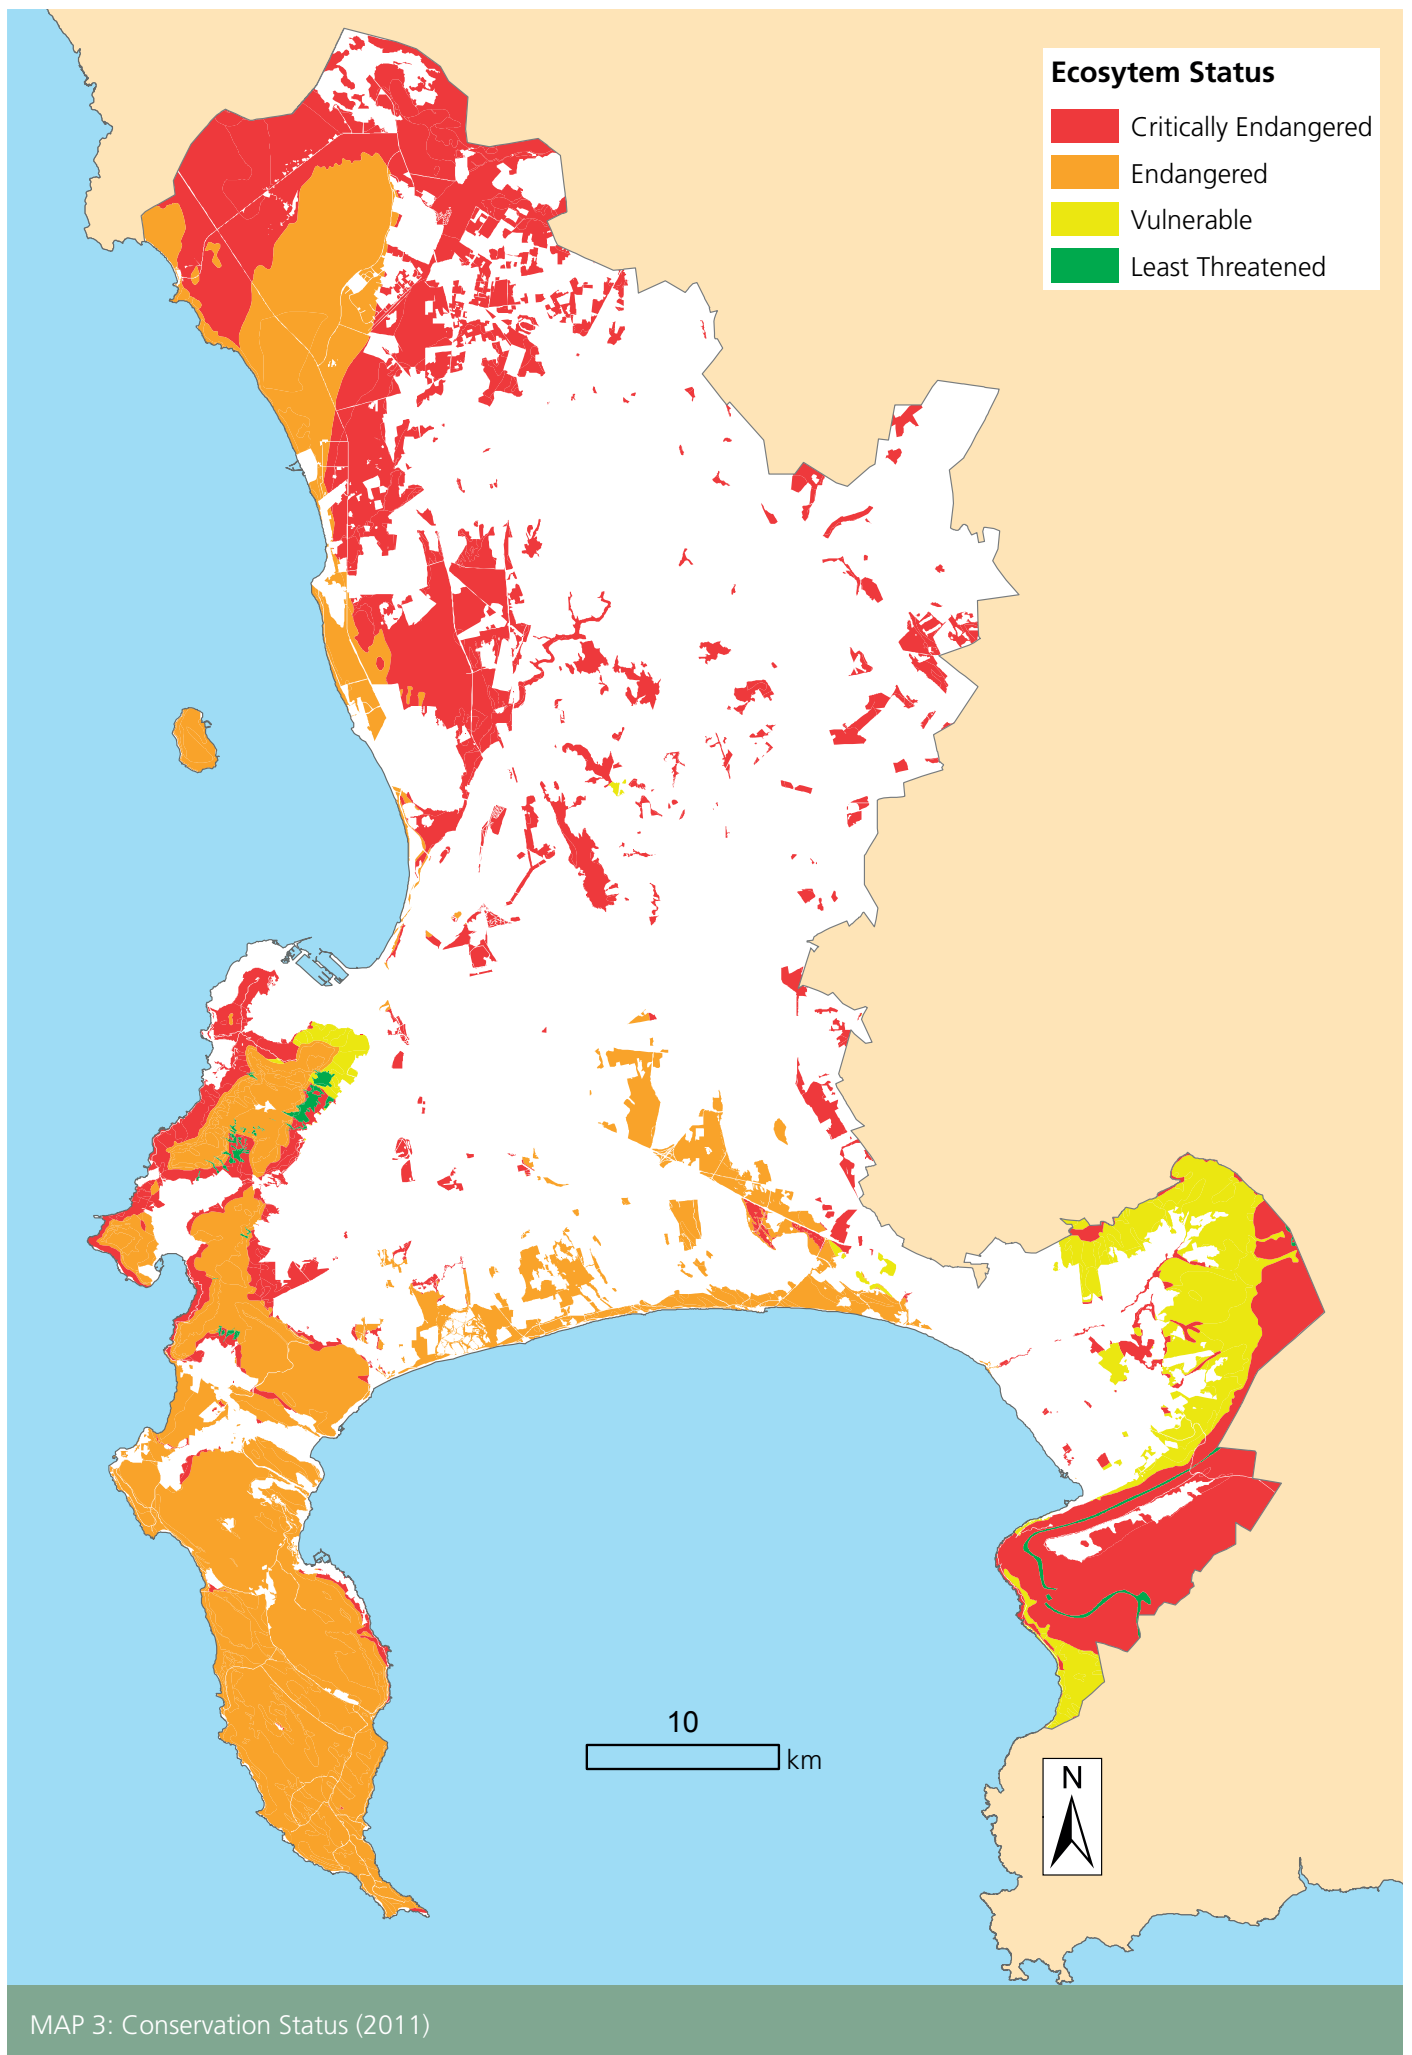 Ecosytem Status
Critically Endangered
Endangered
Vulnerable
Least Threatened
10
km
N
MAP 3: Conservation Status (2011)